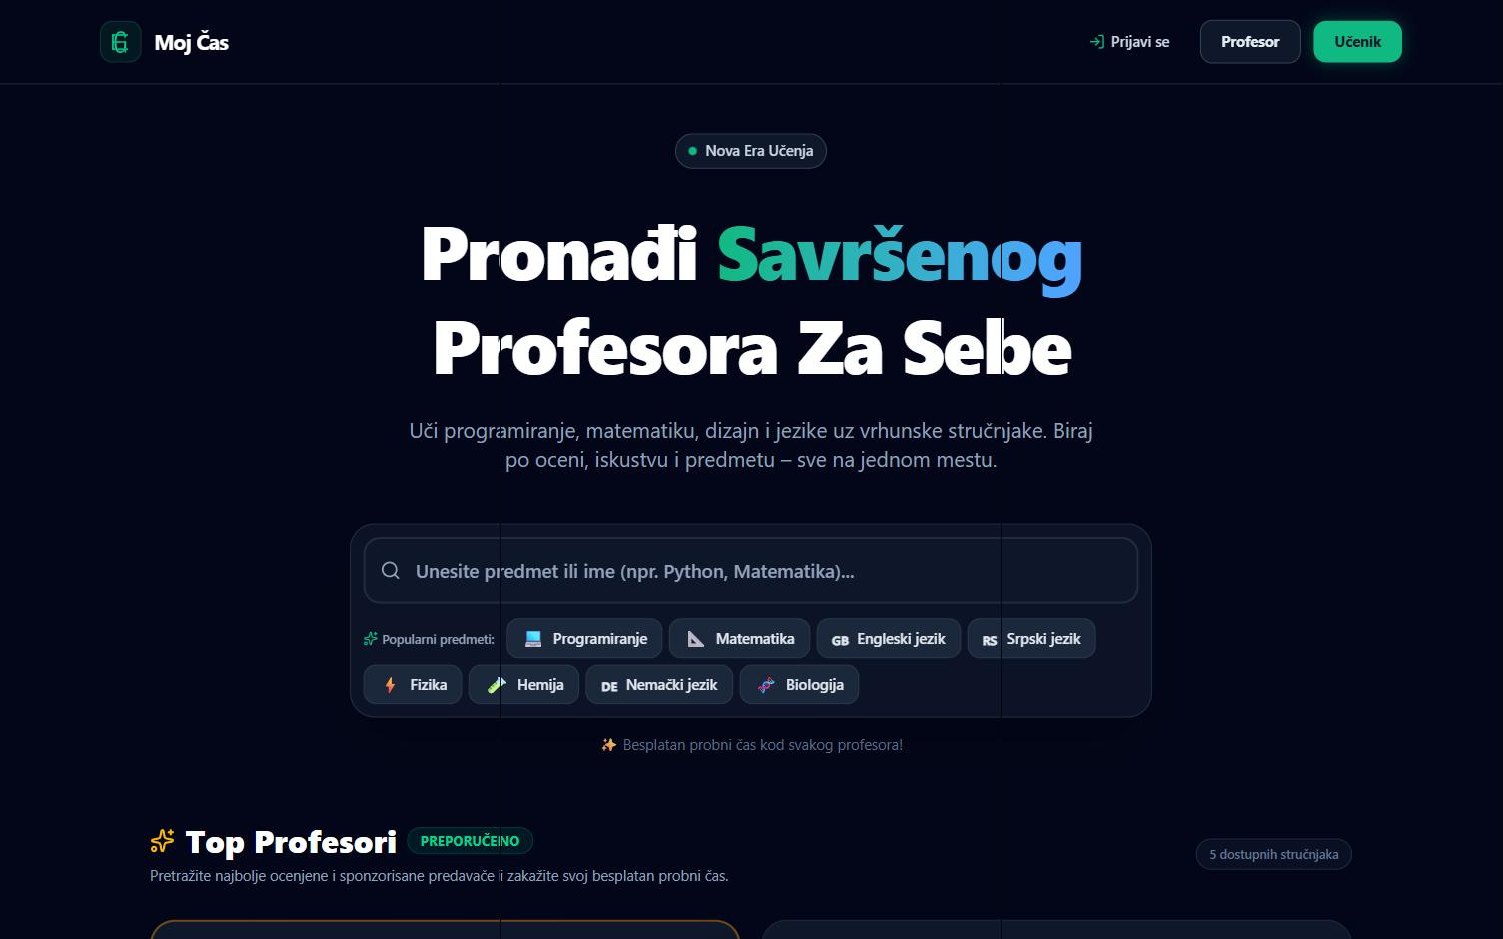 Moj Čas
Prijavi se
Profesor
Učenik
Nova Era Učenja
Pronađi Savršenog
Profesora Za Sebe
Uči programiranje, matematiku, dizajn i jezike uz vrhunske stručnjake. Biraj
po oceni, iskustvu i predmetu – sve na jednom mestu.
Unesite predmet ili ime (npr. Python, Matematika)...
Popularni predmeti:
Programiranje
Matematika
GB Engleski jezik
RS Srpski jezik
Fizika
Hemija
DE Nemački jezik
Biologija
Besplatan probni čas kod svakog profesora!
Top Profesori
PREPORUČENO
5 dostupnih stručnjaka
Pretražite najbolje ocenjene i sponzorisane predavače i zakažite svoj besplatan probni čas.